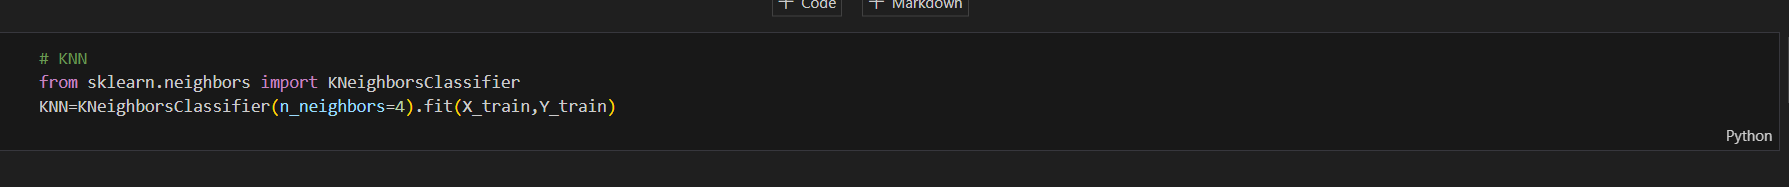 + Code + Markdown
# KNN
from sklearn.neighbors import KNeighborsClassifier
KNN=KNeighborsClassifier(n_neighbors=4).fit(X_train,Y_train)
Python